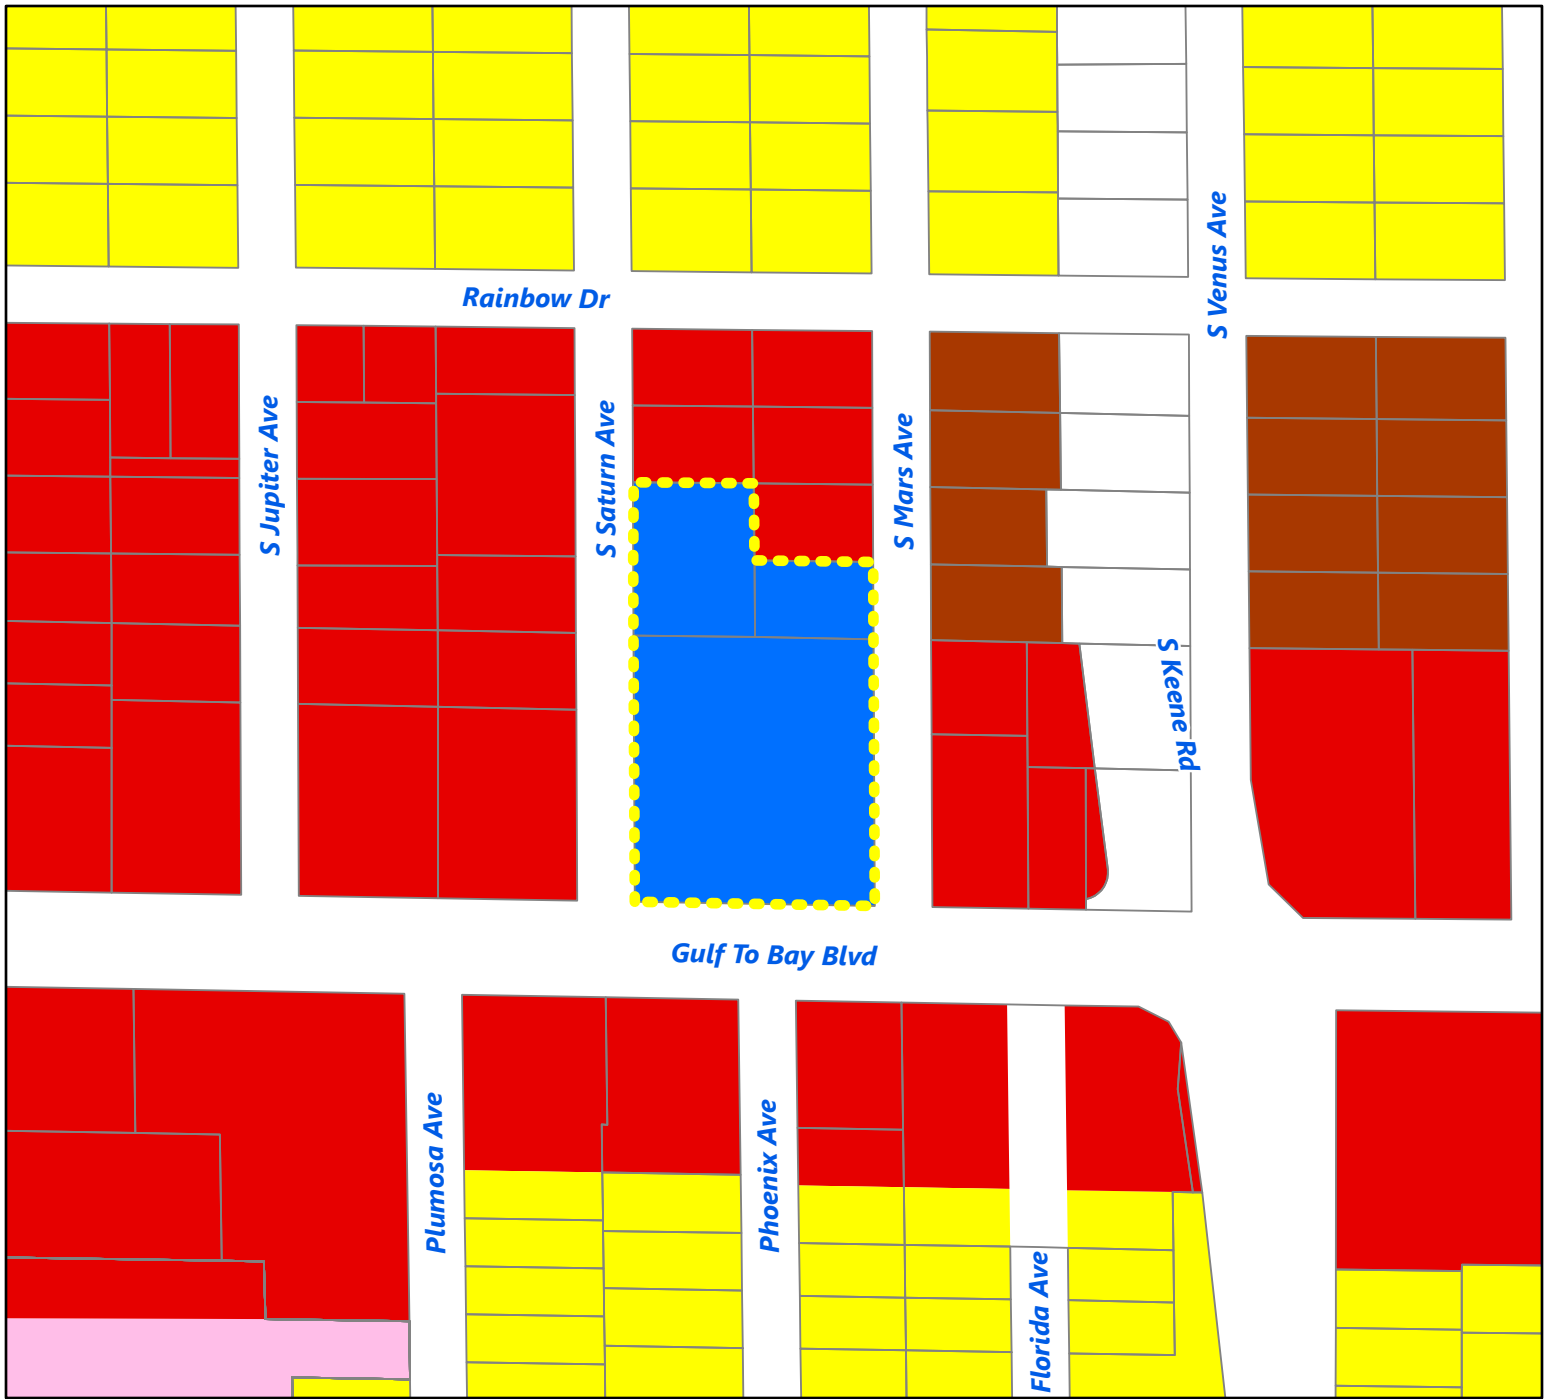 Rainbow Dr
S Venus Ave
S Jupiter Ave
S Saturn Ave
S Mars Ave
S Keene Rd
Gulf To Bay Blvd
Plumosa Ave
Phoenix Ave
Florida Ave